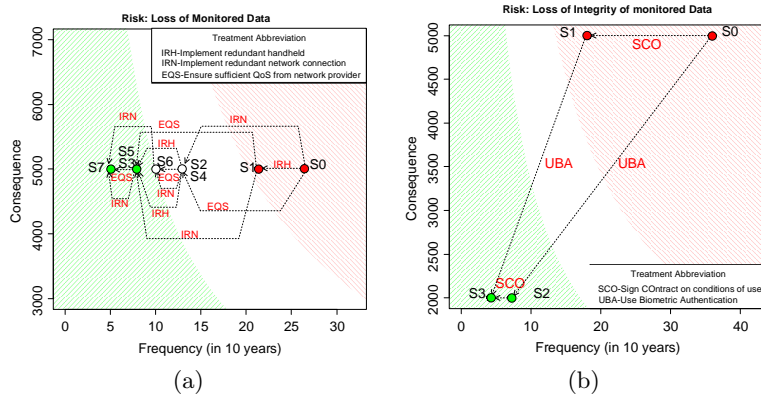 Risk: Loss of Monitored Data
Treatment Abbreviation
IRH-Implement redundant handheld
IRN-Implement redundant network connection
EQS-Ensure sufficient QoS from network provider
Consequence
7000
6000
5000
4000
3000
IRN
EQS
IRN
IRH
S5
S7
S3
S6
S2
S4
S1
S0
IRH
EQS
EQS
IRN
IRN
IRH
EQS
IRN
0
5
10
15
20
25
30
Frequency (in 10 years)
(a)
Risk: Loss of Integrity of monitored Data
Consequence
5000
4500
4000
3500
3000
2500
2000
S1
S0
SCO
UBA
UBA
Treatment Abbreviation
SCO-Sign COntract on conditions of use
UBA-Use Biometric Authentication
SCO
S3
S2
0
10
20
30
40
Frequency (in 10 years)
(b)